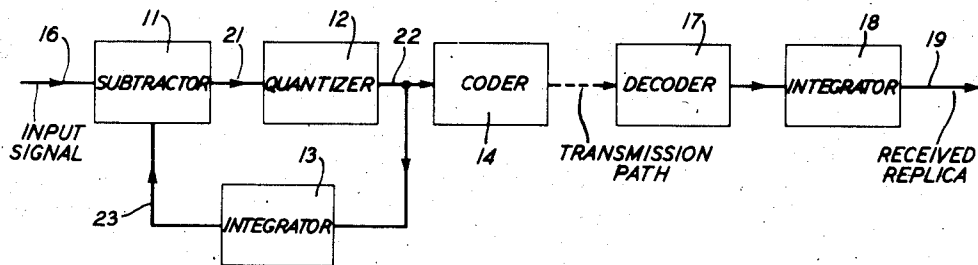 11
12
17
18
16
21
22
19
SUBTRACTOR
QUANTIZER
CODER
DECODER
INTEGRATOR
INPUT
SIGNAL
13
14
TRANSMISSION
PATH
RECEIVED
REPLICA
23
INTEGRATOR